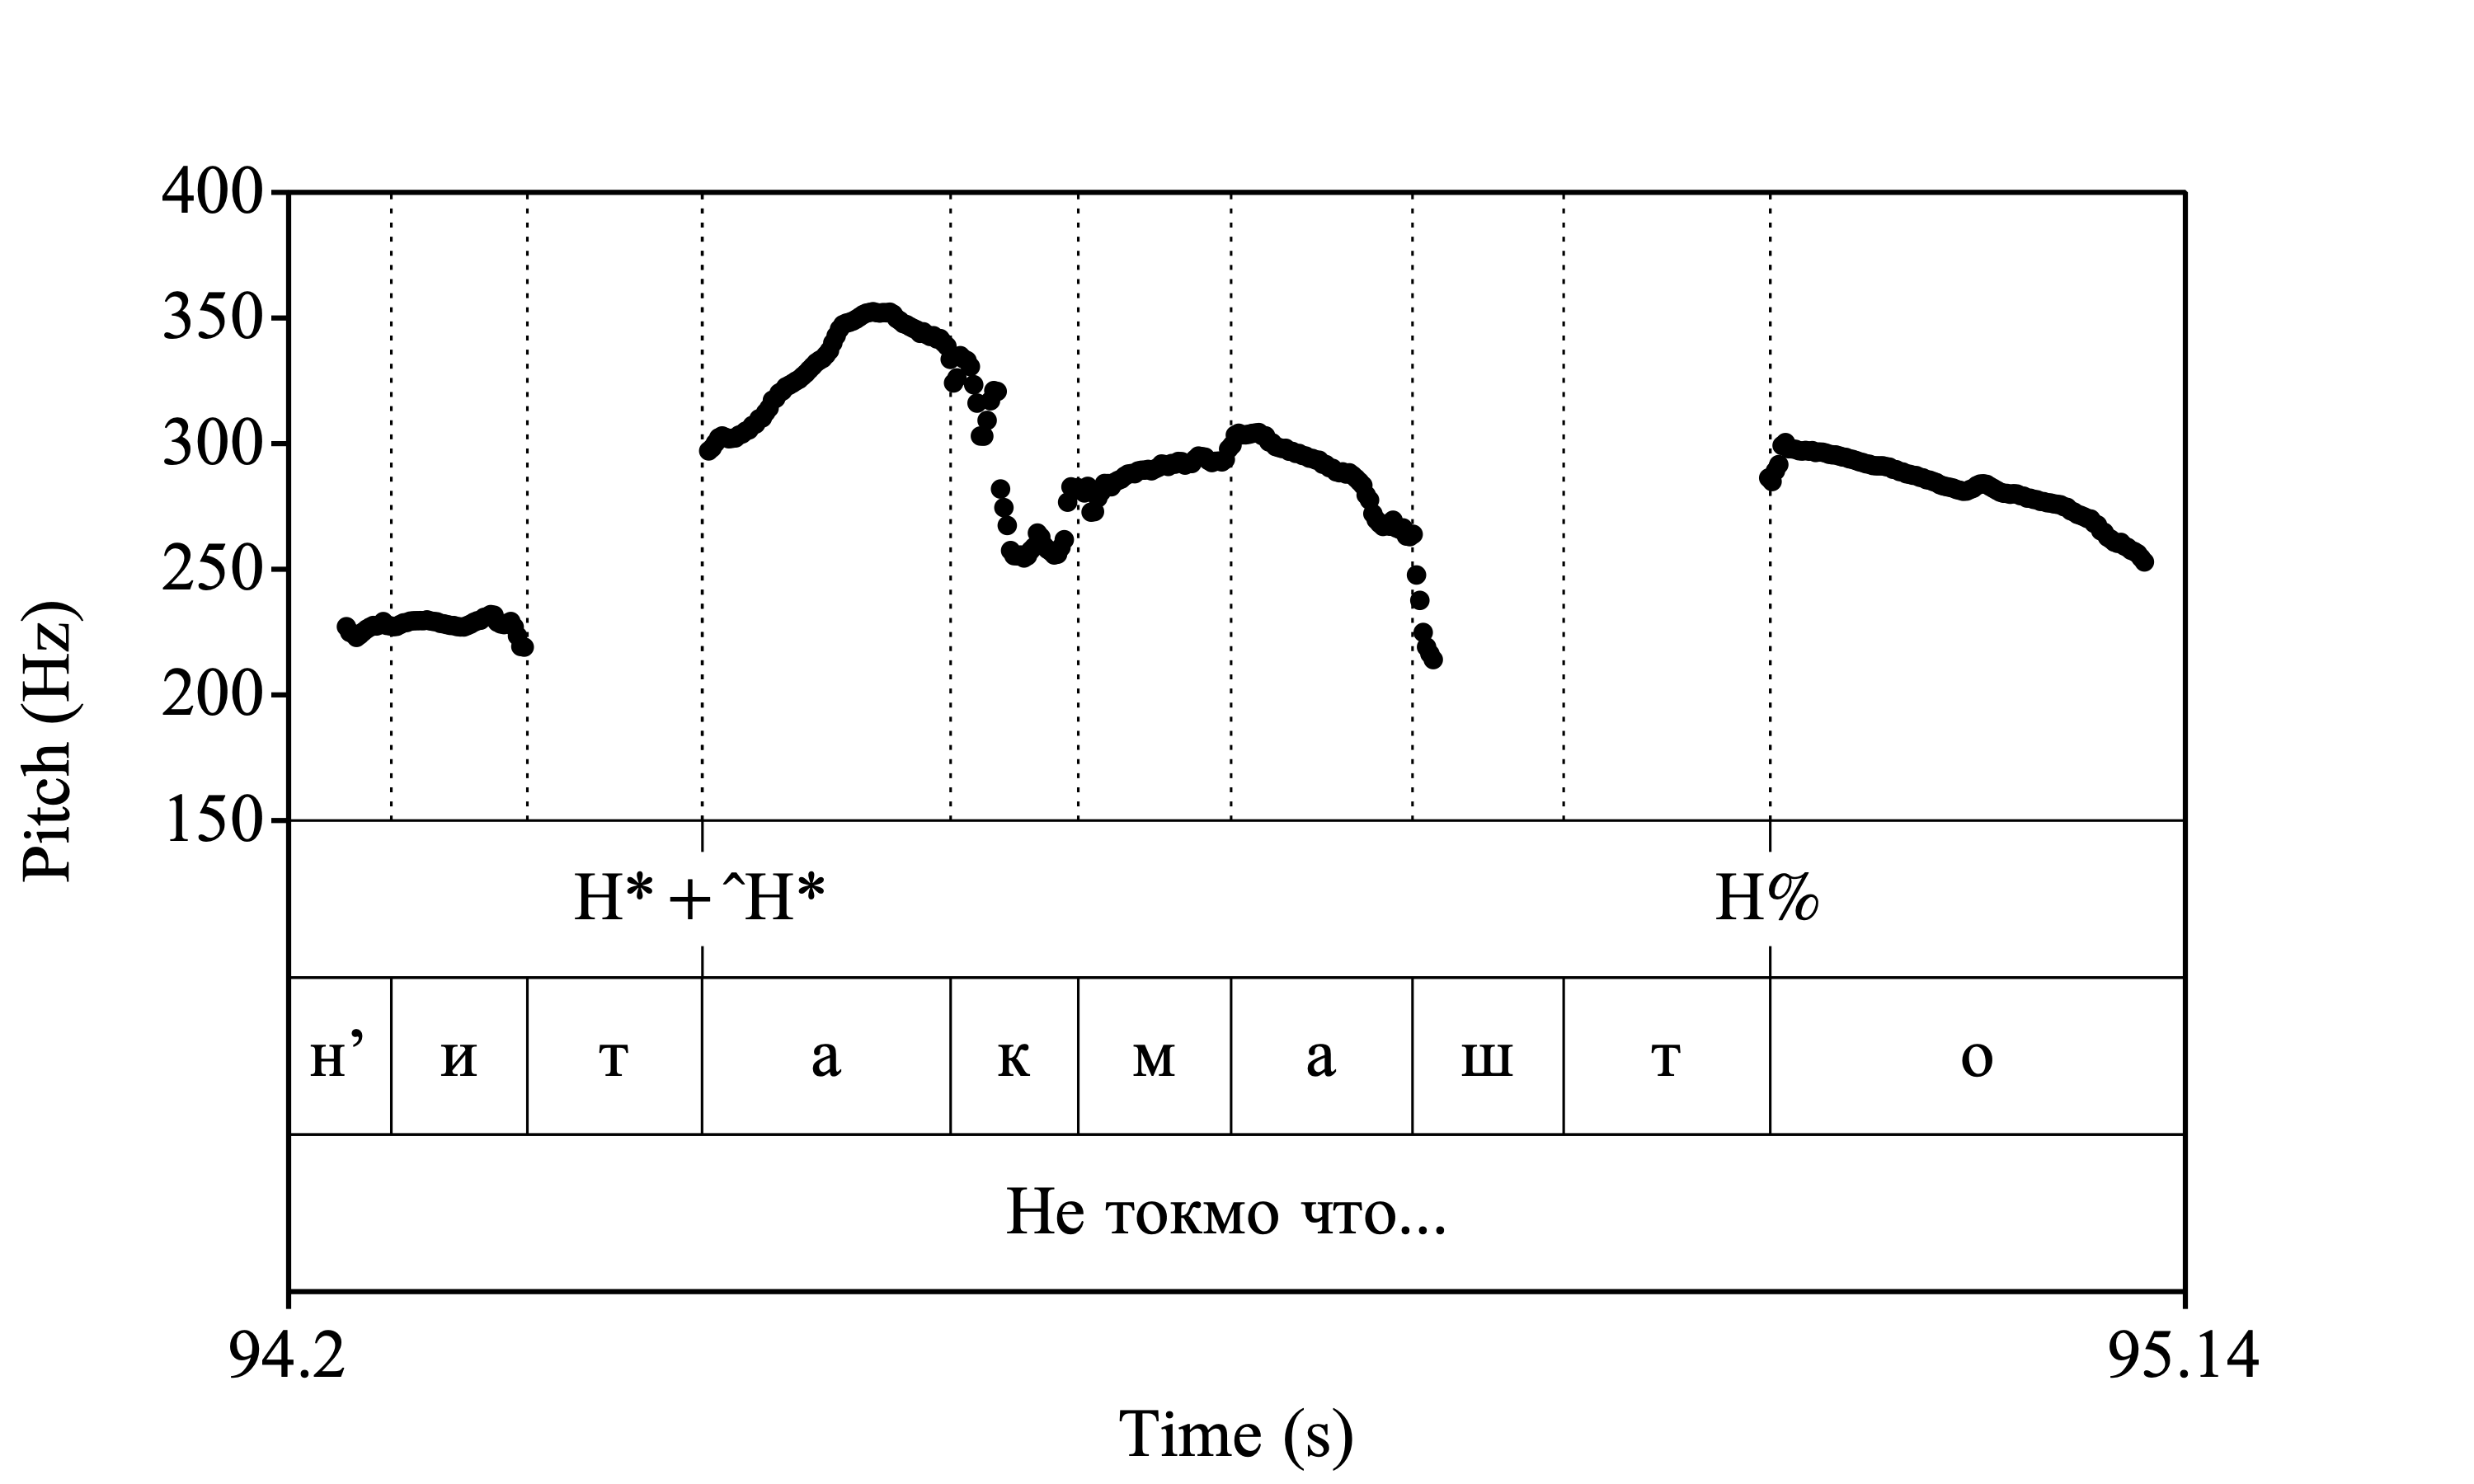 400
350
300
250
200
150
Pitch (Hz)
H* + ^H* H%
н’ и т а к м а ш т о
Не токмо что...
94.2 95.14
Time (s)